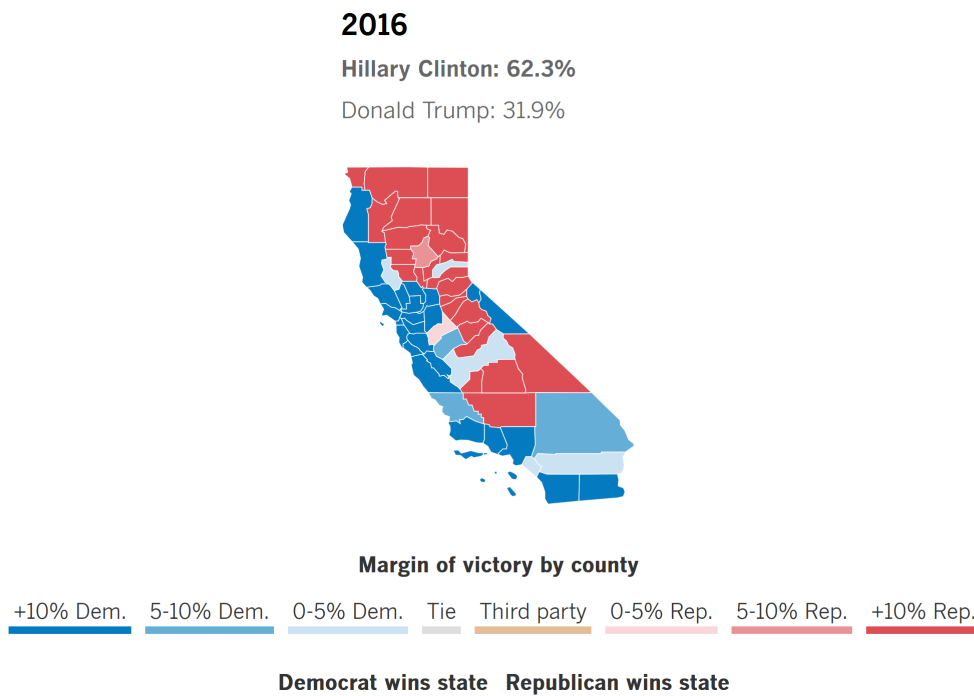 2016
Hillary Clinton: 62.3%
Donald Trump: 31.9%
Margin of victory by county
+10% Dem. 5-10% Dem. 0-5% Dem. Tie Third party 0-5% Rep. 5-10% Rep. +10% Rep.
Democrat wins state Republican wins state